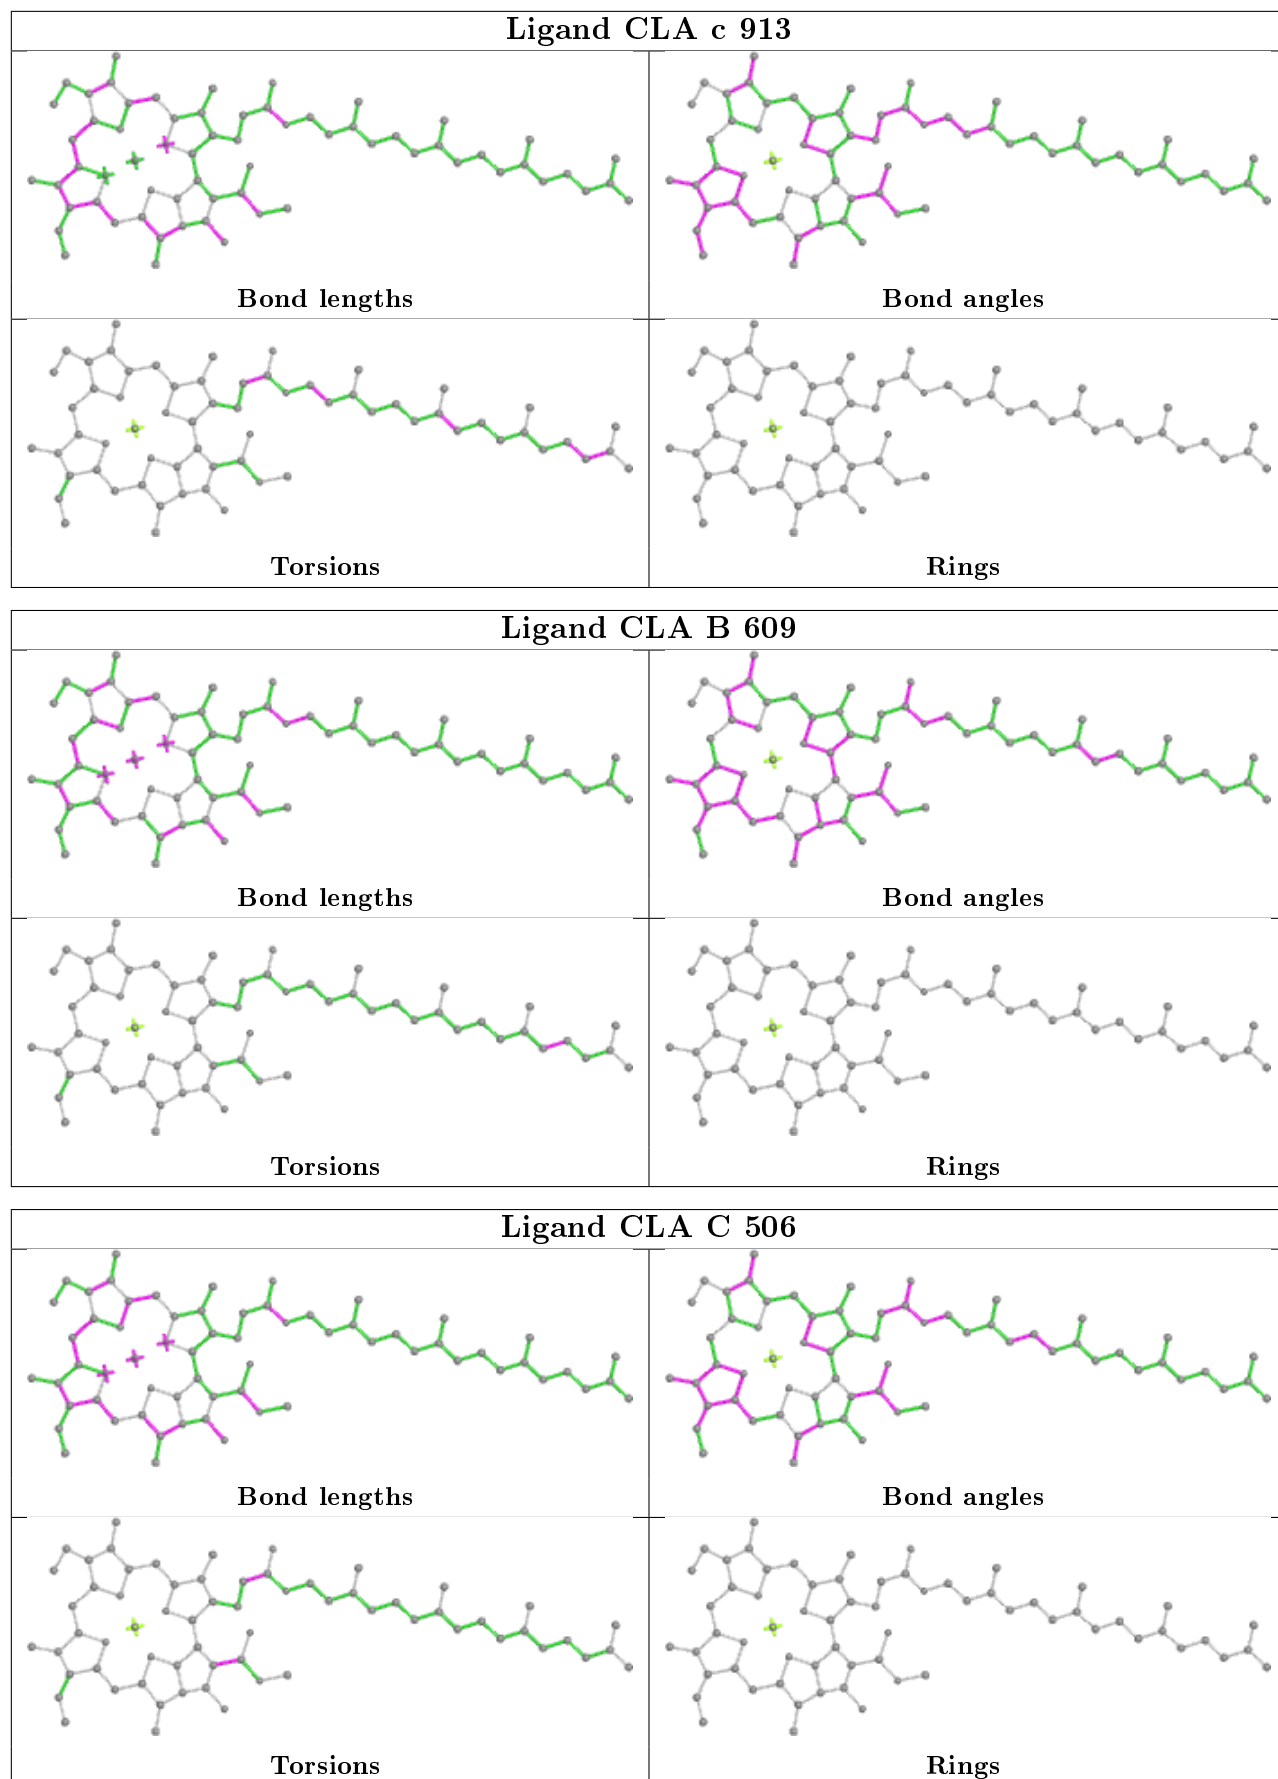 Ligand CLA c 913
Bond lengths
Bond angles
Torsions
Rings
Ligand CLA B 609
Bond lengths
Bond angles
Torsions
Rings
Ligand CLA C 506
Bond lengths
Bond angles
Torsions
Rings